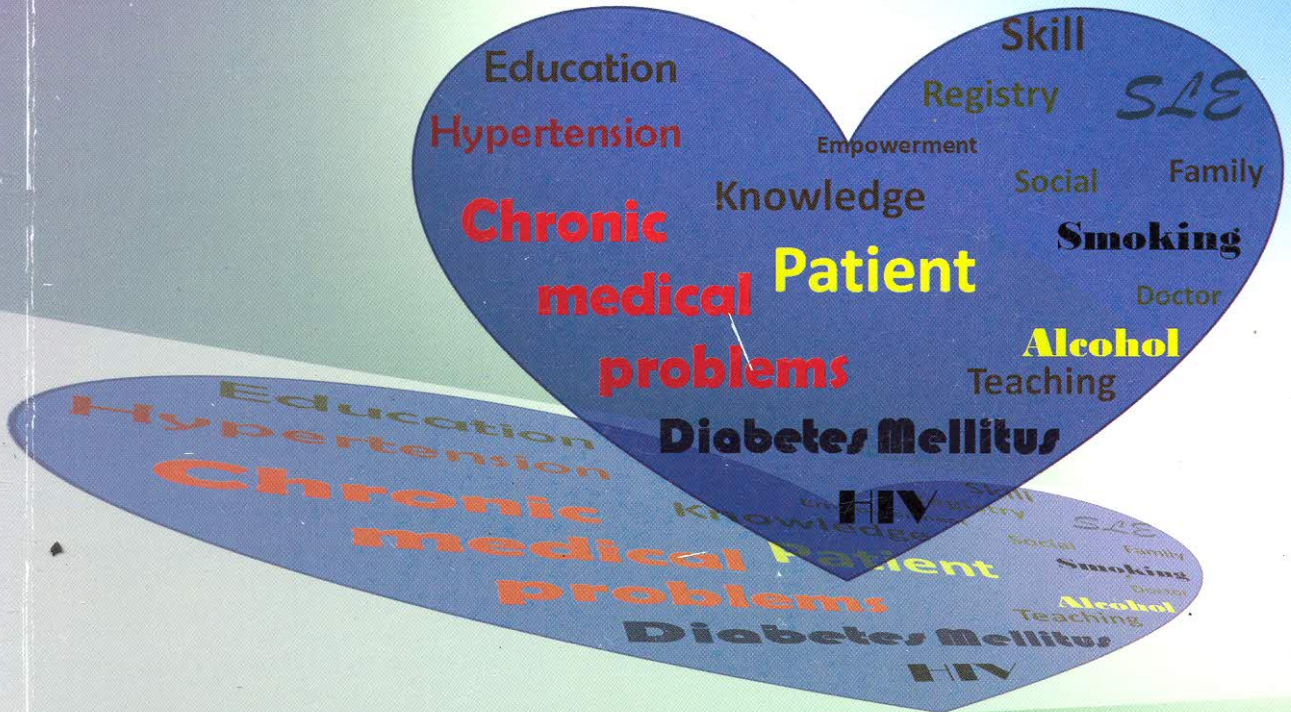 Skill
Education
Registry
SLE
Hypertension
Empowerment
Knowledge
Social
Family
Chronic
medical
problems
Patient
Smoking
Doctor
Alcohol
Teaching
Diabetes Mellitus
HIV
Education
Hypertension
Chronic
medical
problems
Knowledge
Skill
SLE
Social
Family
Patient
Smoking
Doctor
Alcohol
Teaching
Diabetes Mellitus
HIV